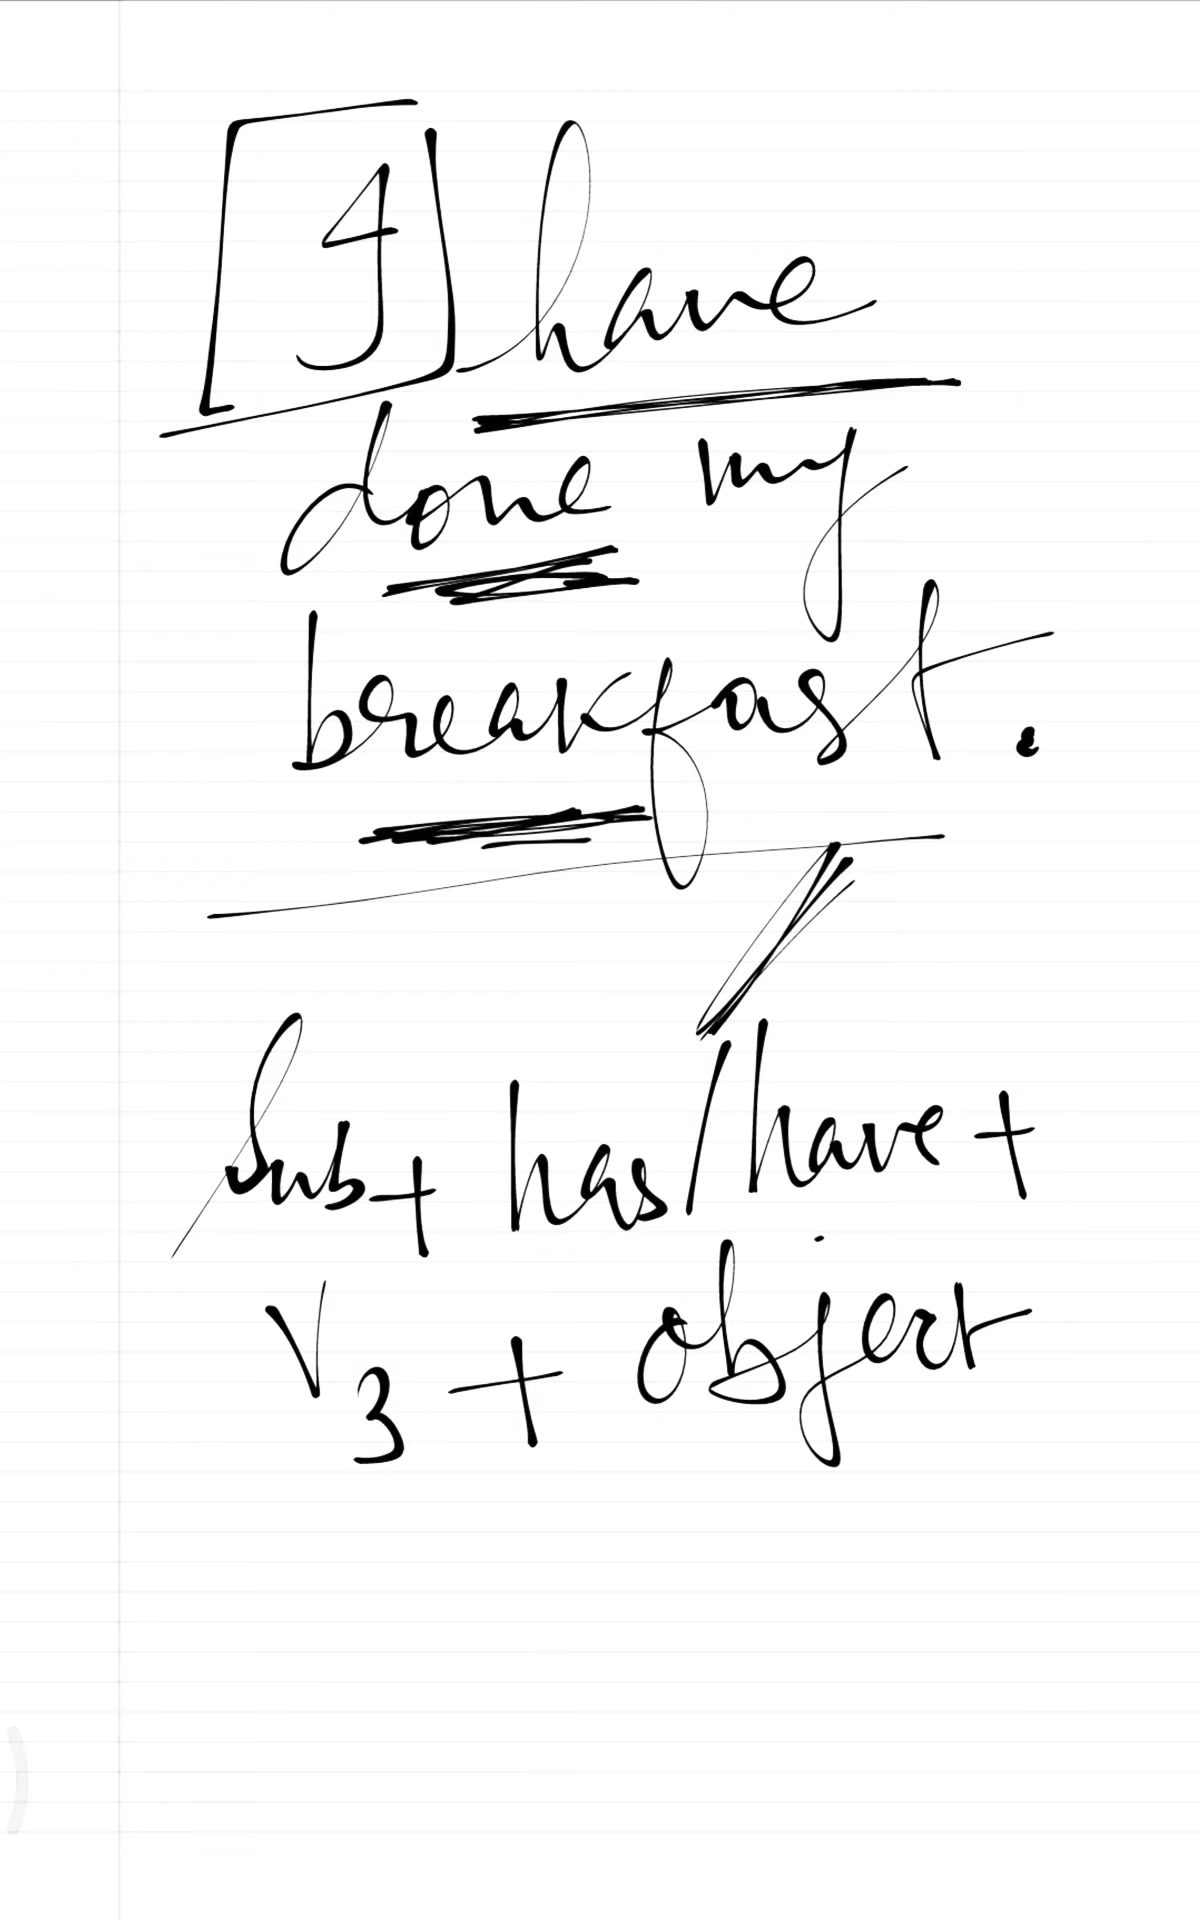 I have
done my
breakfast.
Sub+ has/have +
V3 + object